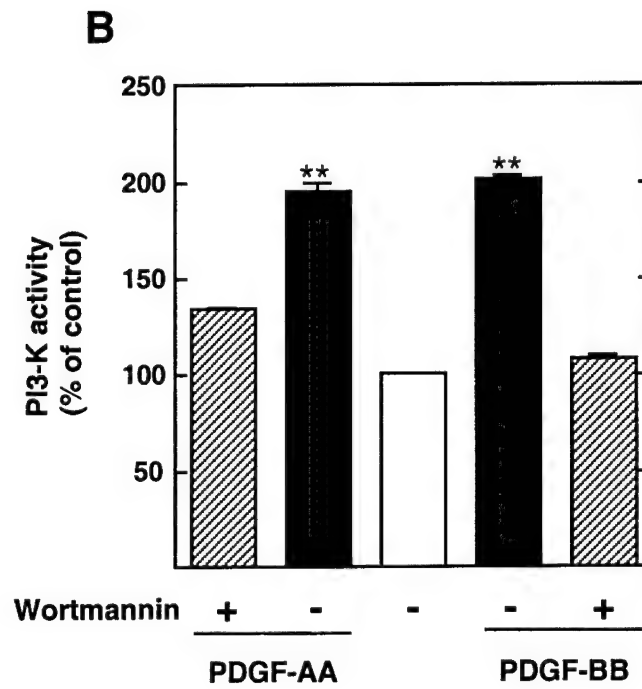 B
250
200
150
100
50
PI3-K activity
(% of control)
**
**
Wortmannin + - - - +
PDGF-AA PDGF-BB